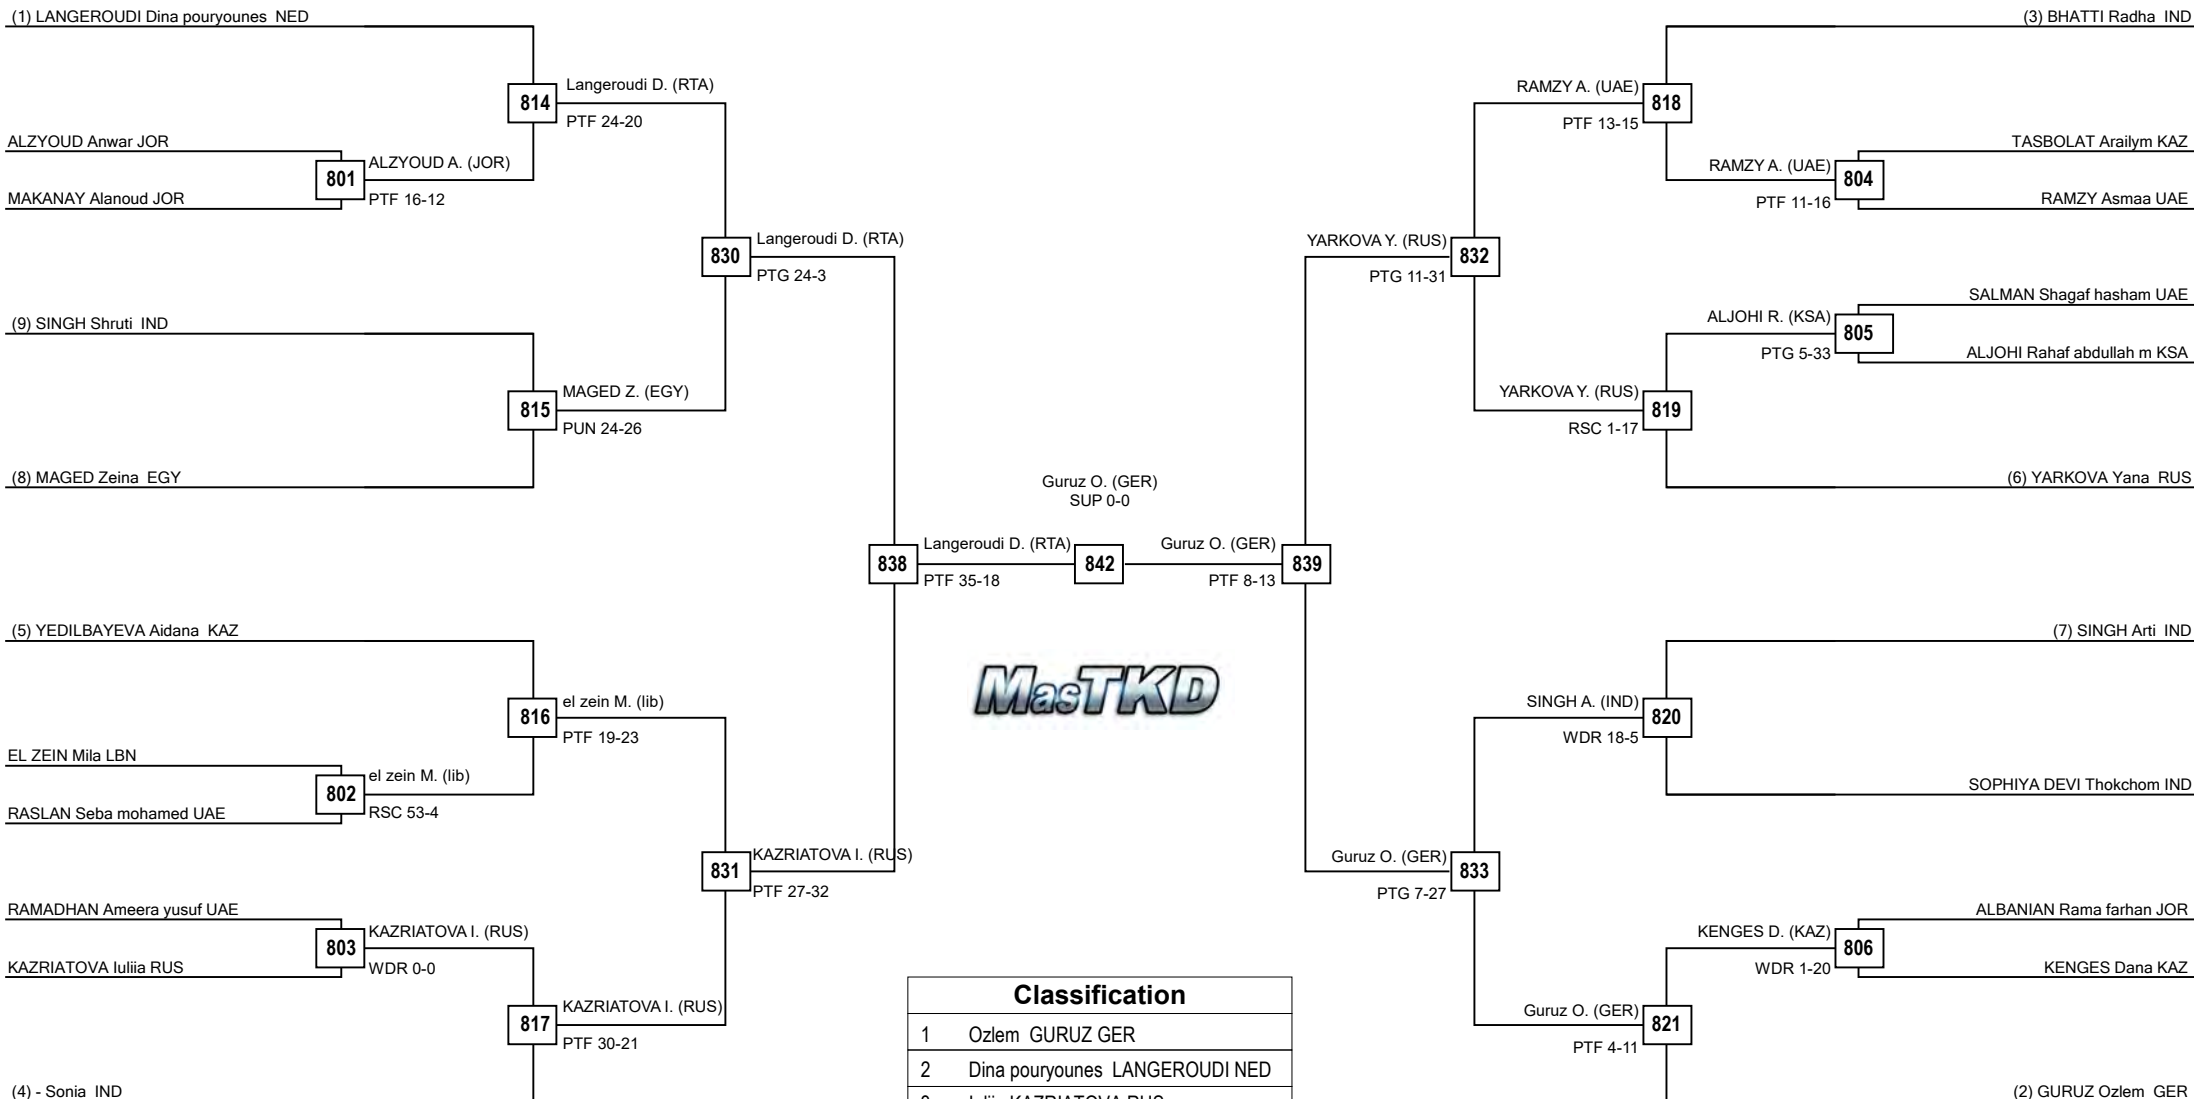 (1) LANGEROUDI Dina pouryounes NED
Langeroudi D. (RTA)
814
PTF 24-20
ALZYOUD Anwar JOR
ALZYOUD A. (JOR)
801
MAKANAY Alanoud JOR
PTF 16-12
Langeroudi D. (RTA)
830
PTG 24-3
(9) SINGH Shruti IND
MAGED Z. (EGY)
815
PUN 24-26
(8) MAGED Zeina EGY
Langeroudi D. (RTA)
838
PTF 35-18
(5) YEDILBAYEVA Aidana KAZ
el zein M. (lib)
816
PTF 19-23
EL ZEIN Mila LBN
el zein M. (lib)
802
RASLAN Seba mohamed UAE
RSC 53-4
KAZRIATOVA I. (RUS)
831
PTF 27-32
RAMADHAN Ameera yusuf UAE
KAZRIATOVA I. (RUS)
803
KAZRIATOVA Iuliia RUS
WDR 0-0
KAZRIATOVA I. (RUS)
817
PTF 30-21
(4) - Sonia IND
Guruz O. (GER)
SUP 0-0
842
MasTKD
Classification
1 Ozlem GURUZ GER
2 Dina pouryounes LANGEROUDI NED
(3) BHATTI Radha IND
RAMZY A. (UAE)
818
PTF 13-15
TASBOLAT Arailym KAZ
RAMZY A. (UAE)
804
PTF 11-16
RAMZY Asmaa UAE
YARKOVA Y. (RUS)
832
PTG 11-31
SALMAN Shagaf hasham UAE
ALJOHI R. (KSA)
805
PTG 5-33
ALJOHI Rahaf abdullah m KSA
YARKOVA Y. (RUS)
819
RSC 1-17
(6) YARKOVA Yana RUS
Guruz O. (GER)
839
PTF 8-13
(7) SINGH Arti IND
SINGH A. (IND)
820
WDR 18-5
SOPHIYA DEVI Thokchom IND
Guruz O. (GER)
833
PTG 7-27
ALBANIAN Rama farhan JOR
KENGES D. (KAZ)
806
WDR 1-20
KENGES Dana KAZ
Guruz O. (GER)
821
PTF 4-11
(2) GURUZ Ozlem GER